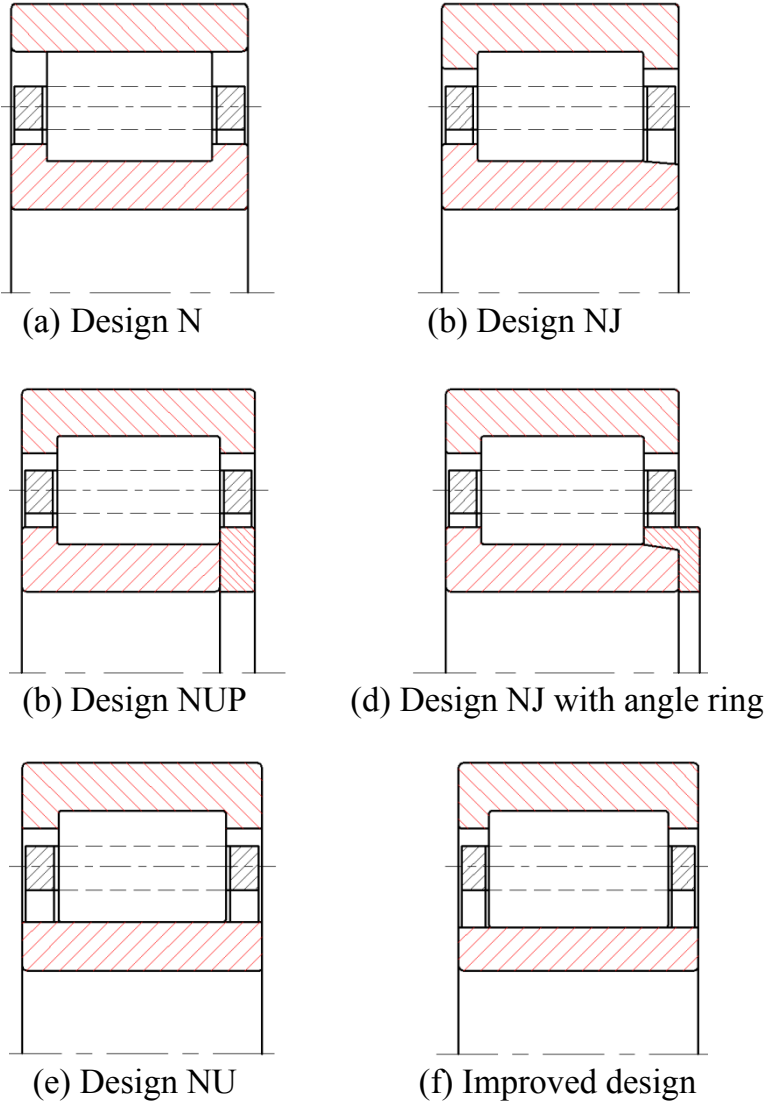 (a) Design N
(b) Design NJ
(b) Design NUP
(d) Design NJ with angle ring
(e) Design NU
(f) Improved design